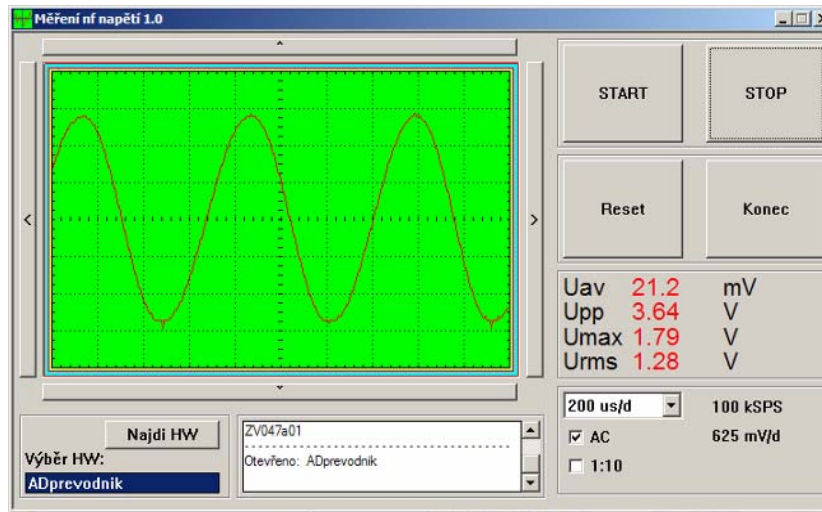 Měření nf napětí 1.0
START
STOP
Reset
Konec
Uav 21.2 mV
Upp 3.64 V
Umax 1.79 V
Urms 1.28 V
200 us/d
100 kSPS
AC
625 mV/d
1:10
Najdi HW
Výběr HW:
ADprevodnik
ZV047a01
Otevřeno: ADprevodnik